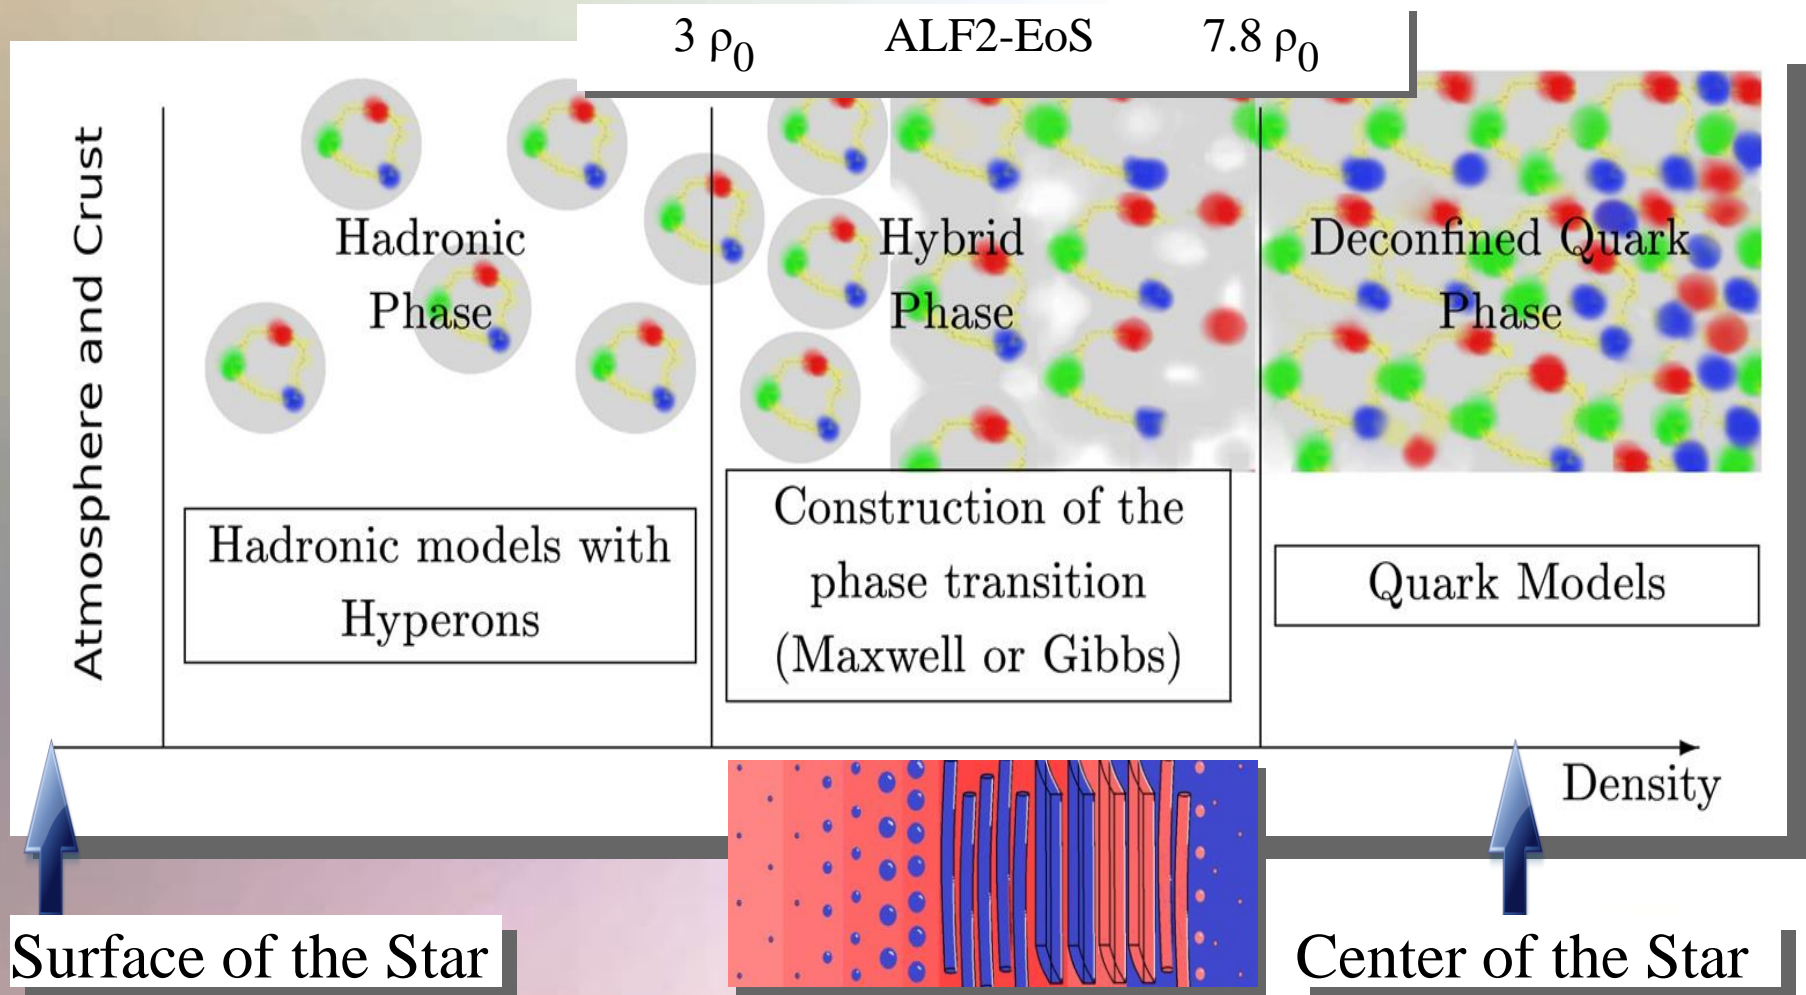 3 ρ0 ALF2-EoS 7.8 ρ0
Atmosphere and Crust
Hadronic
Phase
Hybrid
Phase
Deconfined Quark
Phase
Hadronic models with
Hyperons
Construction of the
phase transition
(Maxwell or Gibbs)
Quark Models
Density
Surface of the Star
Center of the Star